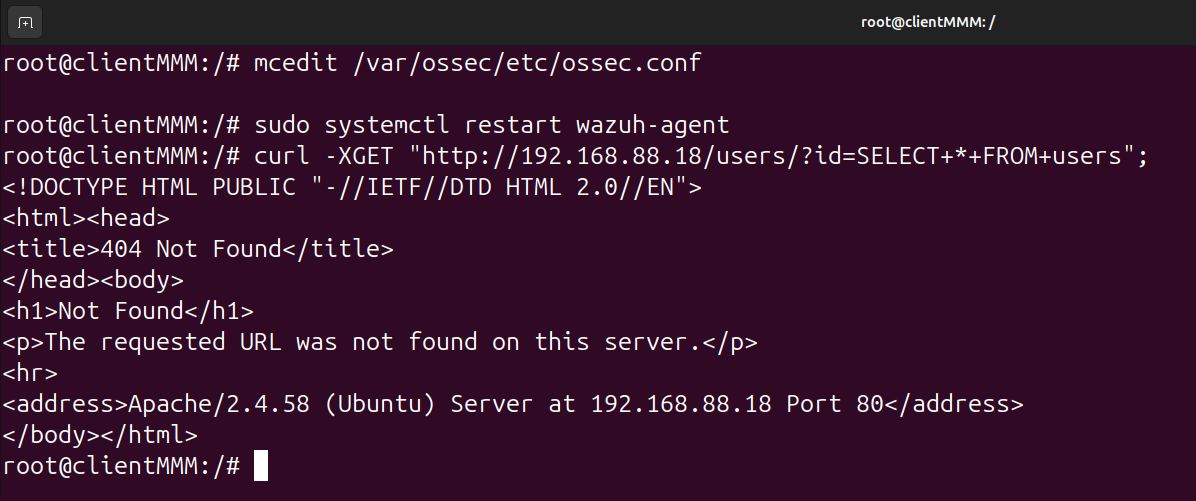 root@clientMMM: /
root@clientMMM:/# mcedit /var/ossec/etc/ossec.conf
root@clientMMM:/# sudo systemctl restart wazuh-agent
root@clientMMM:/# curl -XGET "http://192.168.88.18/users/?id=SELECT+*+FROM+users";
<!DOCTYPE HTML PUBLIC "-//IETF//DTD HTML 2.0//EN">
<html><head>
<title>404 Not Found</title>
</head><body>
<h1>Not Found</h1>
<p>The requested URL was not found on this server.</p>
<hr>
<address>Apache/2.4.58 (Ubuntu) Server at 192.168.88.18 Port 80</address>
</body></html>
root@clientMMM:/#